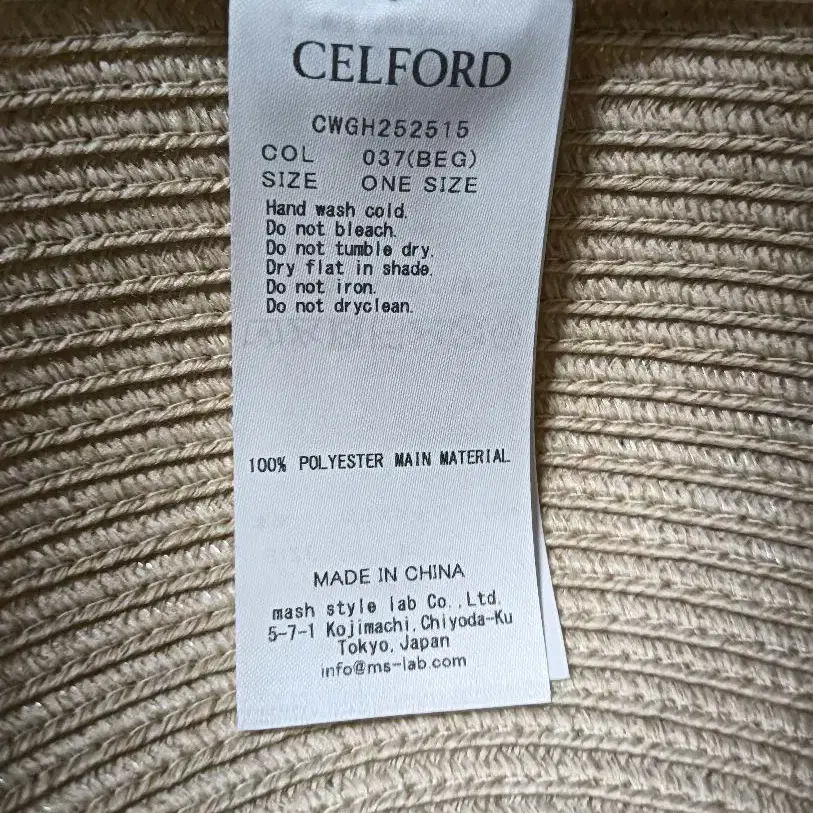 CELFORD
CWGH252515
COL 037(BEG)
SIZE ONE SIZE
Hand wash cold.
Do not bleach.
Do not tumble dry.
Dry flat in shade.
Do not iron.
Do not dryclean.
100% POLYESTER MAIN MATERIAL
MADE IN CHINA
mash style lab Co.,Ltd.
5-7-1 Kojimachi,Chiyoda-Ku
Tokyo,Japan
info@ms-lab.com